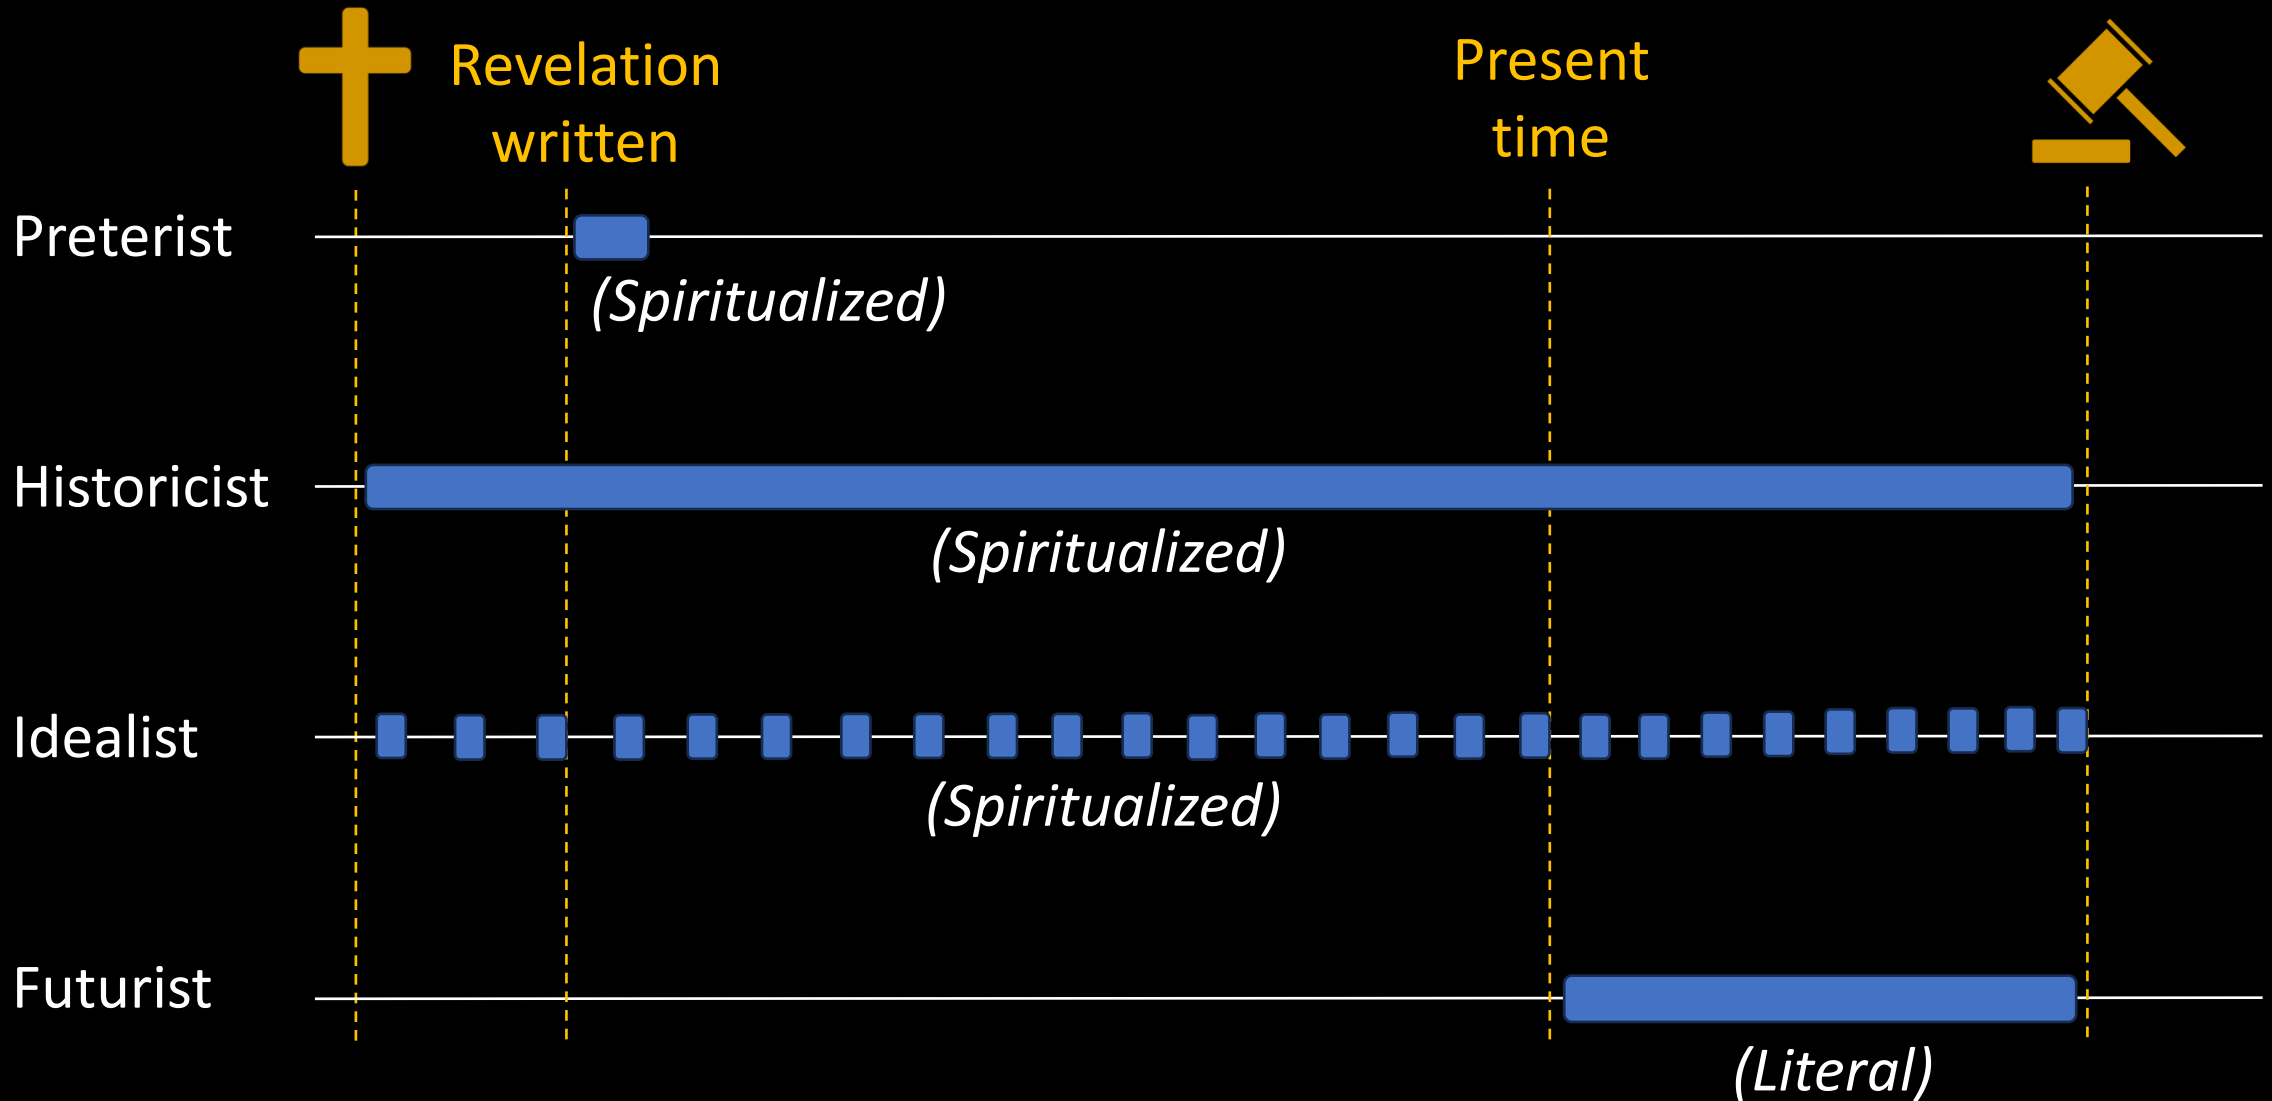 Revelation
written
Present
time
Preterist
(Spiritualized)
Historicist
(Spiritualized)
Idealist
(Spiritualized)
Futurist
(Literal)